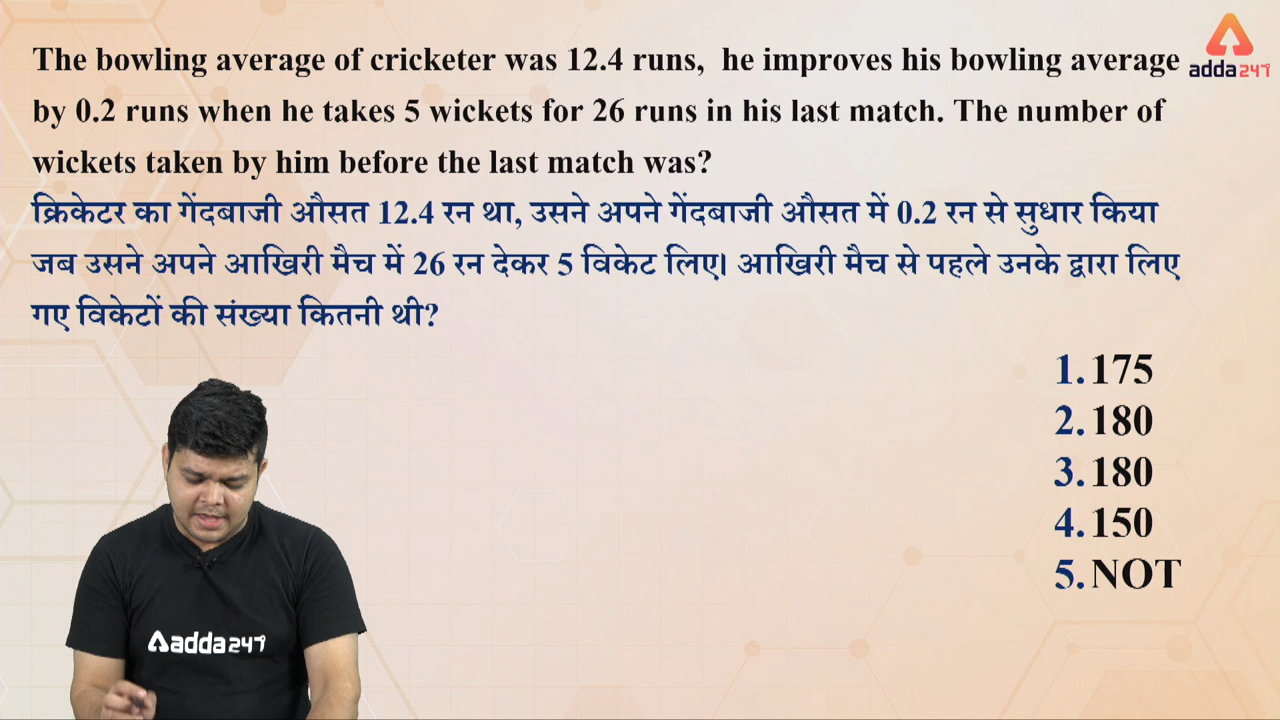 The bowling average of cricketer was 12.4 runs, he improves his bowling average
by 0.2 runs when he takes 5 wickets for 26 runs in his last match. The number of
wickets taken by him before the last match was?
क्रिकेटर का गेंदबाजी औसत 12.4 रन था, उसने अपने गेंदबाजी औसत में 0.2 रन से सुधार किया
जब उसने अपने आखिरी मैच में 26 रन देकर 5 विकेट लिए। आखिरी मैच से पहले उनके द्वारा लिए
गए विकेटों की संख्या कितनी थी?
adda247
1. 175
2. 180
3. 180
4. 150
5. NOT
adda247